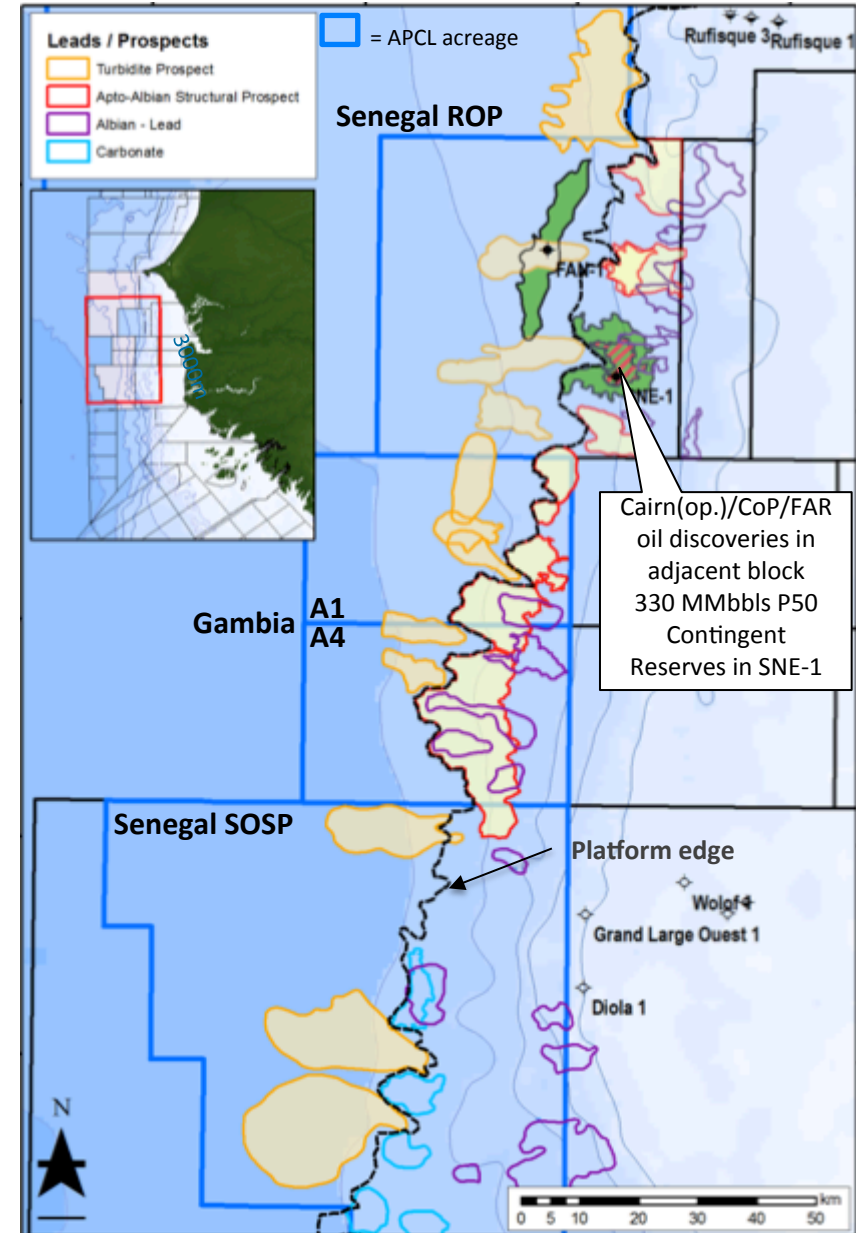 Leads / Prospects
Turbidite Prospect
Apto-Albian Structural Prospect
Albian - Lead
Carbonate
= APCL acreage
Rufisque 3
Rufisque 1
Senegal ROP
FAN-1
3000m
NE-1
Cairn(op.)/CoP/FAR
oil discoveries in
adjacent block
330 MMbbls P50
Contingent
Reserves in SNE-1
Gambia
A1
A4
Senegal SOSP
Platform edge
Grand Large Ouest 1
Diola 1
N
km
0 5 10 20 30 40 50